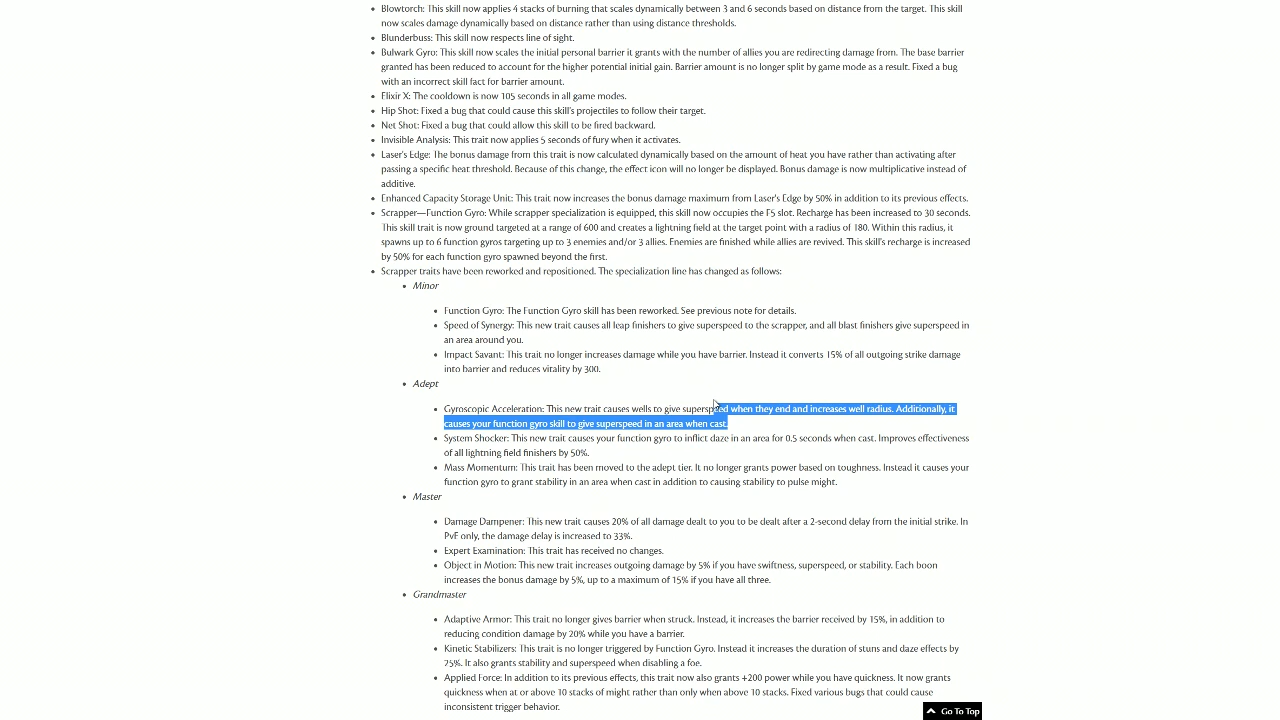 Blowtorch: This skill now applies 4 stacks of burning that scales dynamically between 3 and 6 seconds based on distance from the target. This skill
now scales damage dynamically based on distance rather than using distance thresholds.
Blunderbuss: This skill now respects line of sight.
Bulwark Gyro: This skill now scales the initial personal barrier it grants with the number of allies you are redirecting damage from. The base barrier
granted has been reduced to account for the higher potential initial gain. Barrier amount is no longer split by game mode as a result. Fixed a bug
with an incorrect skill fact for barrier amount.
Elixir X: The cooldown is now 105 seconds in all game modes.
Hip Shot: Fixed a bug that could cause this skill's projectiles to follow their target.
Net Shot: Fixed a bug that could allow this skill to be fired backward.
Invisible Analysis: This trait now applies 5 seconds of fury when it activates.
Laser's Edge: The bonus damage from this trait is now calculated dynamically based on the amount of heat you have rather than activating after
passing a specific heat threshold. Because of this change, the effect icon will no longer be displayed. Bonus damage is now multiplicative instead of
additive.
Enhanced Capacity Storage Unit: This trait now increases the bonus damage maximum from Laser's Edge by 50% in addition to its previous effects.
Scrapper—Function Gyro: While scrapper specialization is equipped, this skill now occupies the F5 slot. Recharge has been increased to 30 seconds.
This skill trait is now ground targeted at a range of 600 and creates a lightning field at the target point with a radius of 180. Within this radius, it
spawns up to 6 function gyros targeting up to 3 enemies and/or 3 allies. Enemies are finished while allies are revived. This skill's recharge is increased
by 50% for each function gyro spawned beyond the first.
Scrapper traits have been reworked and repositioned. The specialization line has changed as follows:
Minor
Function Gyro: The Function Gyro skill has been reworked. See previous note for details.
Speed of Synergy: This new trait causes all leap finishers to give superspeed to the scrapper, and all blast finishers give superspeed in
an area around you.
Impact Savant: This trait no longer increases damage while you have barrier. Instead it converts 15% of all outgoing strike damage
into barrier and reduces vitality by 300.
Adept
Gyroscopic Acceleration: This new trait causes wells to give superspeed when they end and increases well radius. Additionally, it
causes your function gyro skill to give superspeed in an area when cast.
System Shocker: This new trait causes your function gyro to inflict daze in an area for 0.5 seconds when cast. Improves effectiveness
of all lightning field finishers by 50%.
Mass Momentum: This trait has been moved to the adept tier. It no longer grants power based on toughness. Instead it causes your
function gyro to grant stability in an area when cast in addition to causing stability to pulse might.
Master
Damage Dampener: This new trait causes 20% of all damage dealt to you to be dealt after a 2-second delay from the initial strike. In
PvE only, the damage delay is increased to 33%.
Expert Examination: This trait has received no changes.
Object in Motion: This new trait increases outgoing damage by 5% if you have swiftness, superspeed, or stability. Each boon
increases the bonus damage by 5%, up to a maximum of 15% if you have all three.
Grandmaster
Adaptive Armor: This trait no longer gives barrier when struck. Instead, it increases the barrier received by 15%, in addition to
reducing condition damage by 20% while you have a barrier.
Kinetic Stabilizers: This trait is no longer triggered by Function Gyro. Instead it increases the duration of stuns and daze effects by
25%. It also grants stability and superspeed when disabling a foe.
Applied Force: In addition to its previous effects, this trait now also grants +200 power while you have quickness. It now grants
quickness when at or above 10 stacks of might rather than only when above 10 stacks. Fixed various bugs that could cause
inconsistent trigger behavior.
Go To Top